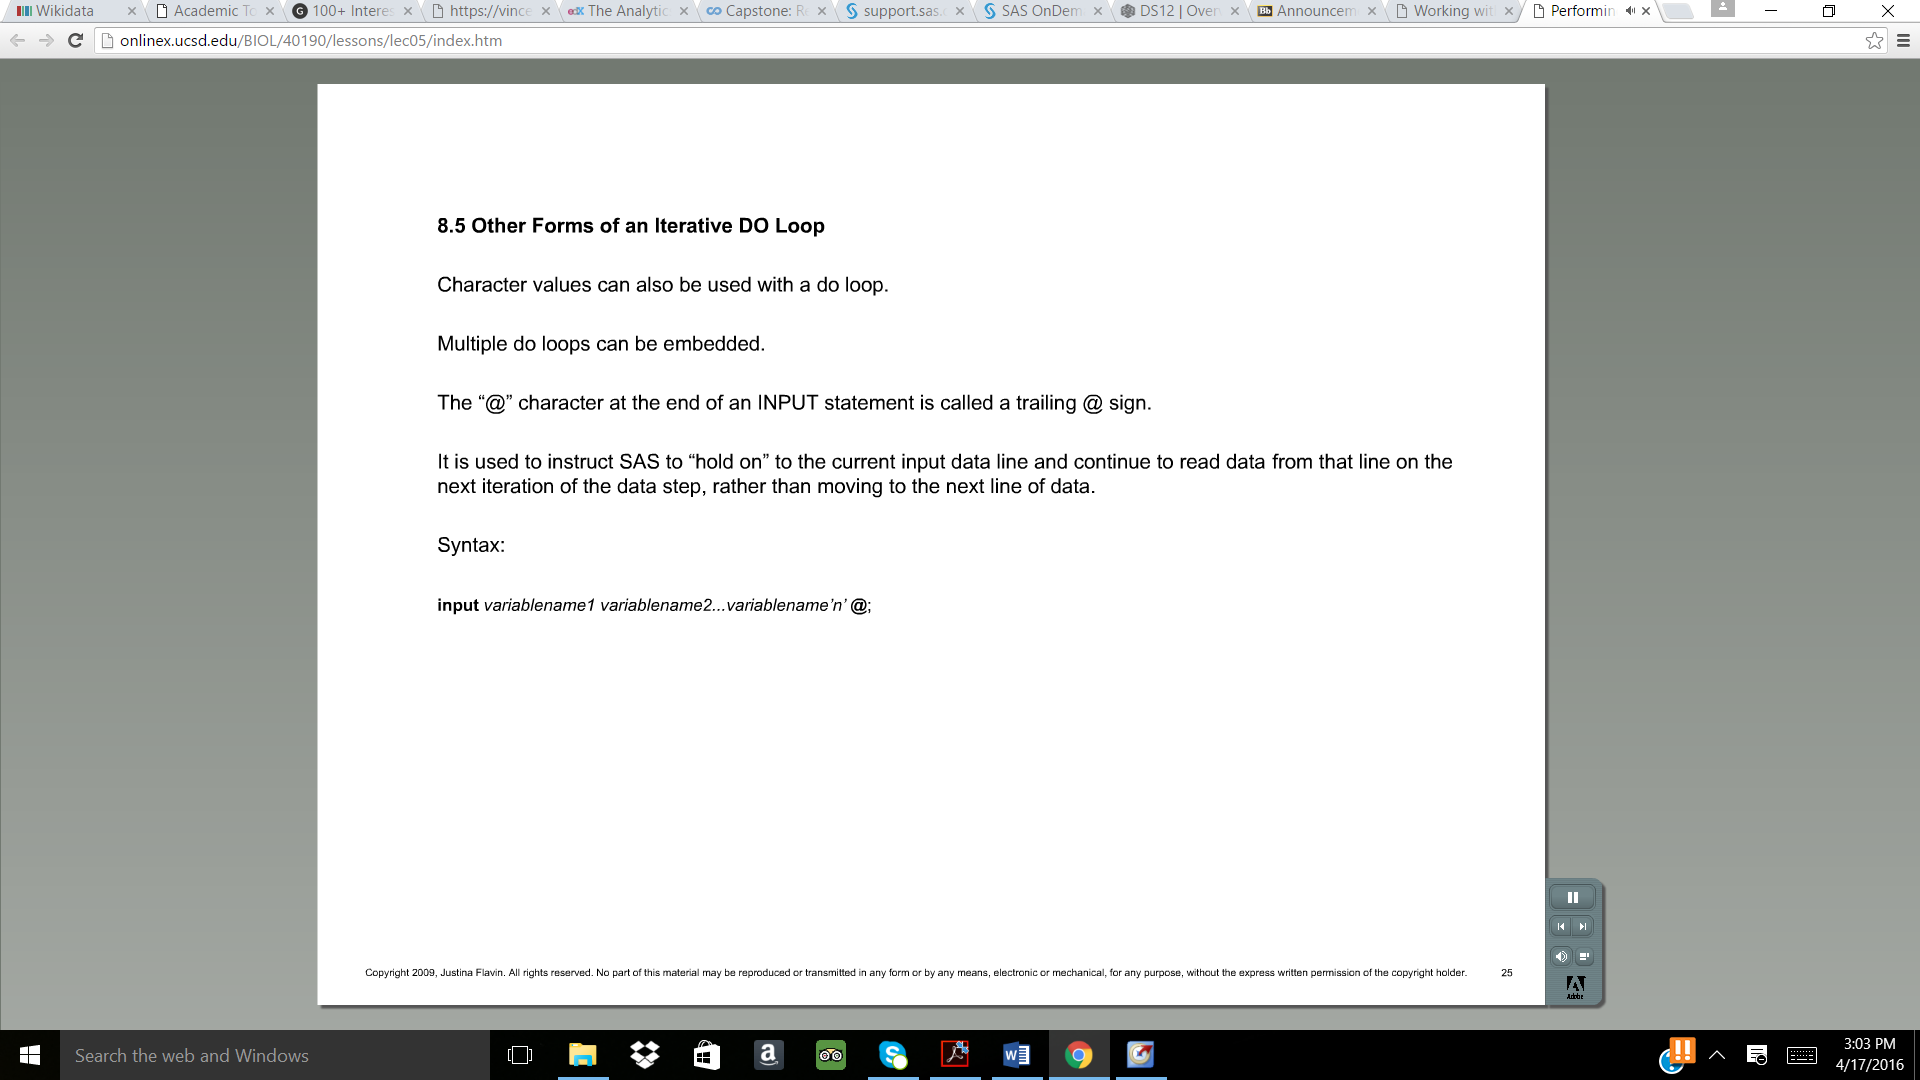 Wikidata
Academic To
100+ Interes
https://vince
edX The Analytic
Capstone: R
support.sas.
SAS OnDem
DS12 | Over
Bb Announcem
Working wit
Performin
onlinex.ucsd.edu/BIOL/40190/lessons/lec05/index.htm
8.5 Other Forms of an Iterative DO Loop
Character values can also be used with a do loop.
Multiple do loops can be embedded.
The “@” character at the end of an INPUT statement is called a trailing @ sign.
It is used to instruct SAS to “hold on” to the current input data line and continue to read data from that line on the
next iteration of the data step, rather than moving to the next line of data.
Syntax:
input variablename1 variablename2...variablename’n’ @;
Copyright 2009, Justina Flavin. All rights reserved. No part of this material may be reproduced or transmitted in any form or by any means, electronic or mechanical, for any purpose, without the express written permission of the copyright holder.
25
Adobe
Search the web and Windows
3:03 PM
4/17/2016